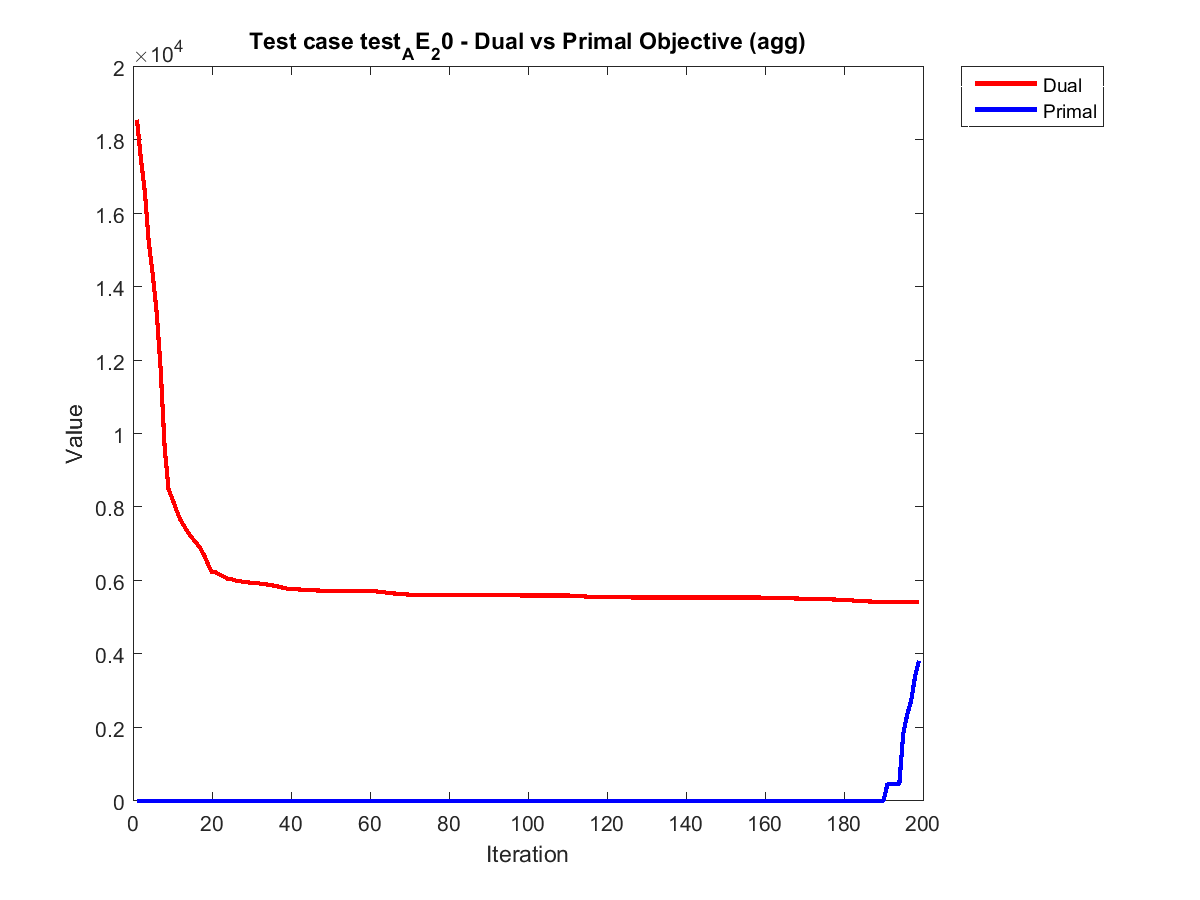 Test case test_AE_20 - Dual vs Primal Objective (agg)
×10^4
2
1.8
1.6
1.4
1.2
1
0.8
0.6
0.4
0.2
0
Value
0 20 40 60 80 100 120 140 160 180 200
Iteration
Dual
Primal